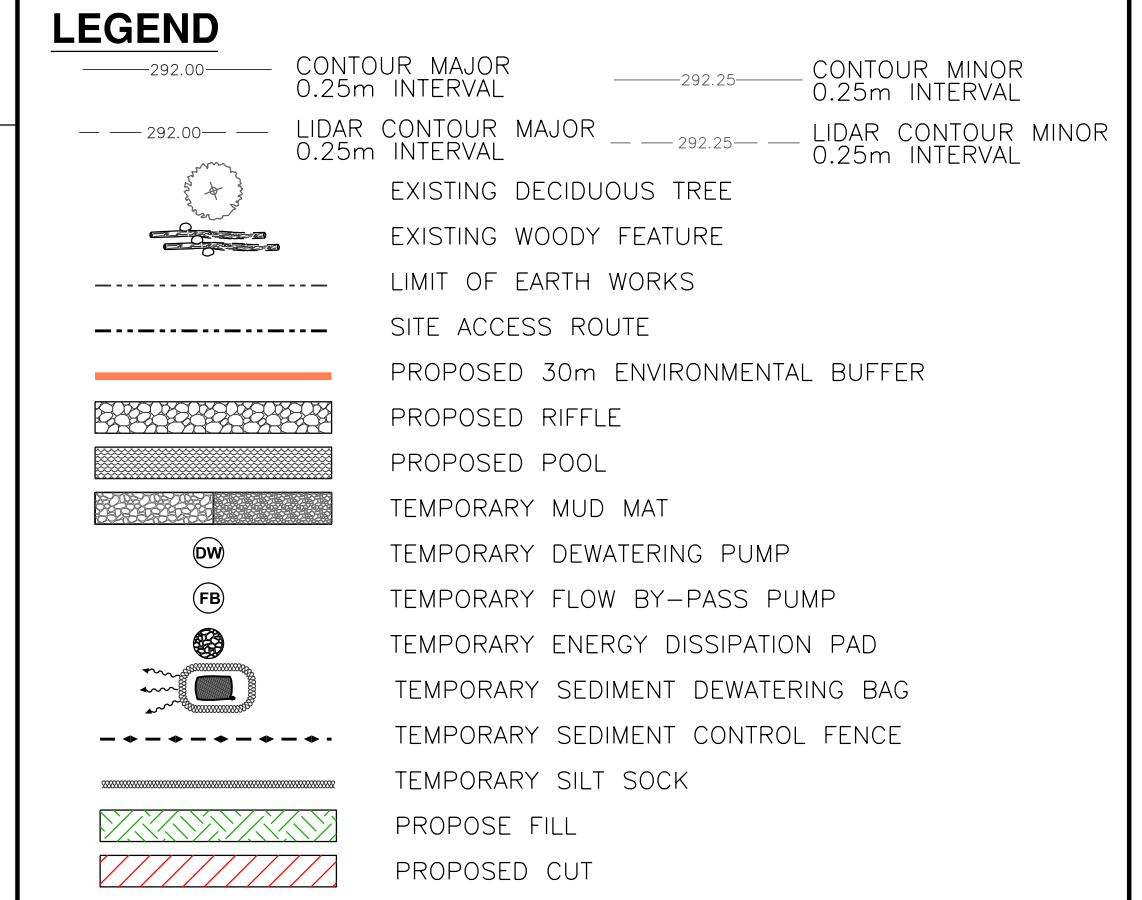 LEGEND
292.00 CONTOUR MAJOR
0.25m INTERVAL
292.25 CONTOUR MINOR
0.25m INTERVAL
292.00 LIDAR CONTOUR MAJOR
0.25m INTERVAL
292.25 LIDAR CONTOUR MINOR
0.25m INTERVAL
EXISTING DECIDUOUS TREE
EXISTING WOODY FEATURE
LIMIT OF EARTH WORKS
SITE ACCESS ROUTE
PROPOSED 30m ENVIRONMENTAL BUFFER
PROPOSED RIFFLE
PROPOSED POOL
TEMPORARY MUD MAT
DW TEMPORARY DEWATERING PUMP
FB TEMPORARY FLOW BY-PASS PUMP
TEMPORARY ENERGY DISSIPATION PAD
TEMPORARY SEDIMENT DEWATERING BAG
TEMPORARY SEDIMENT CONTROL FENCE
TEMPORARY SILT SOCK
PROPOSE FILL
PROPOSED CUT